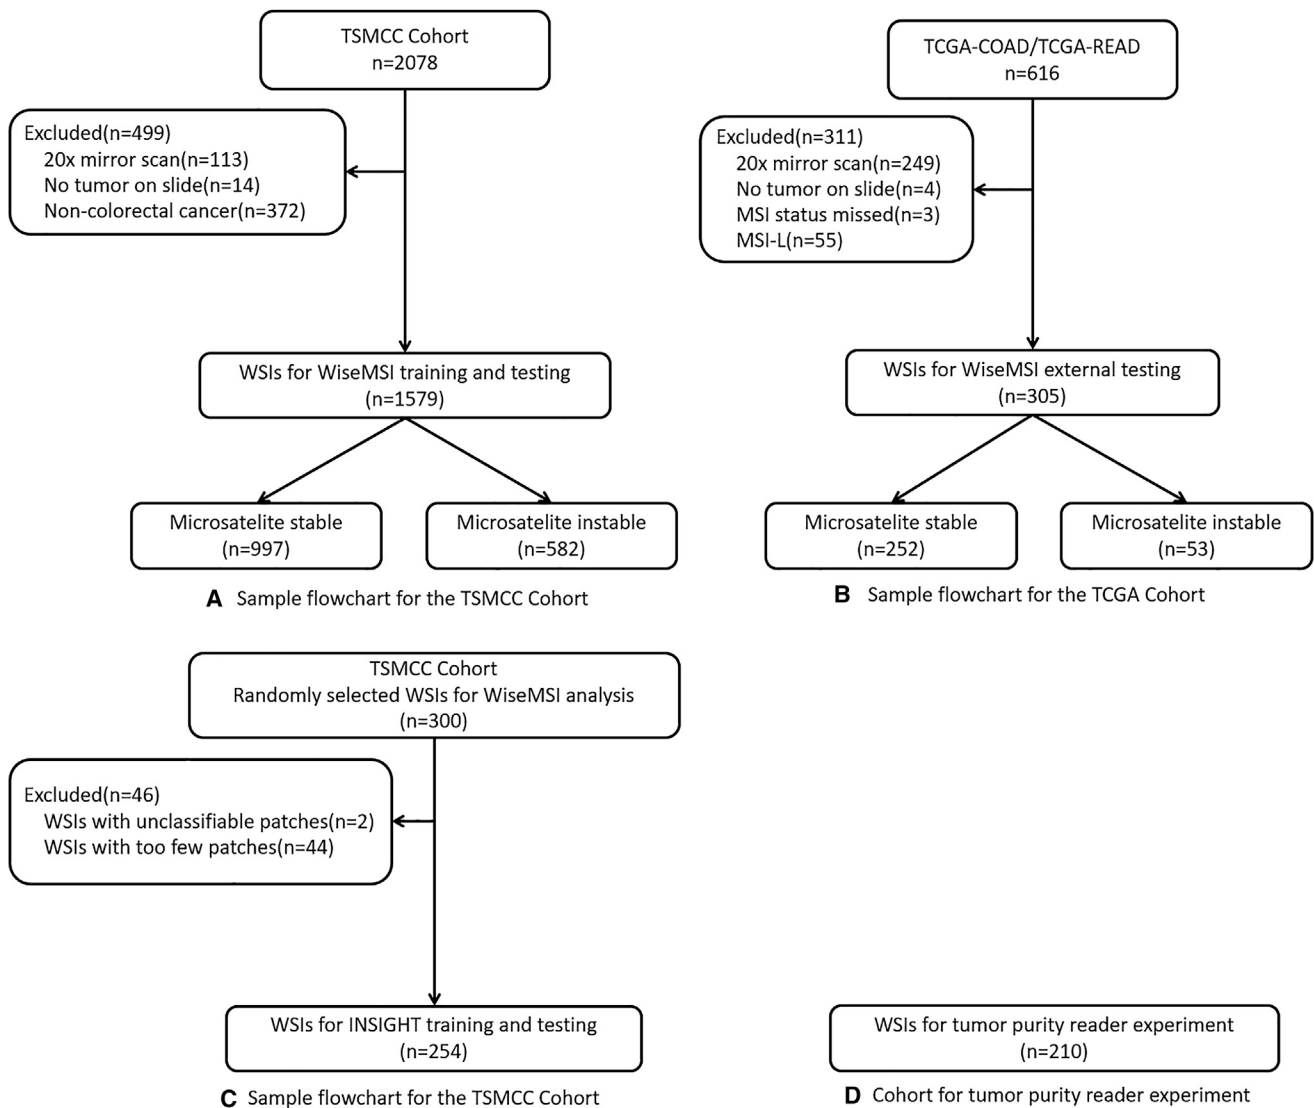 TSMCC Cohort
n=2078
Excluded(n=499)
20x mirror scan(n=113)
No tumor on slide(n=14)
Non-colorectal cancer(n=372)
WSIs for WiseMSI training and testing
(n=1579)
Microsatelite stable
(n=997)
Microsatelite instable
(n=582)
A Sample flowchart for the TSMCC Cohort
TCGA-COAD/TCGA-READ
n=616
Excluded(n=311)
20x mirror scan(n=249)
No tumor on slide(n=4)
MSI status missed(n=3)
MSI-L(n=55)
WSIs for WiseMSI external testing
(n=305)
Microsatelite stable
(n=252)
Microsatelite instable
(n=53)
B Sample flowchart for the TCGA Cohort
TSMCC Cohort
Randomly selected WSIs for WiseMSI analysis
(n=300)
Excluded(n=46)
WSIs with unclassifiable patches(n=2)
WSIs with too few patches(n=44)
WSIs for INSIGHT training and testing
(n=254)
C Sample flowchart for the TSMCC Cohort
WSIs for tumor purity reader experiment
(n=210)
D Cohort for tumor purity reader experiment